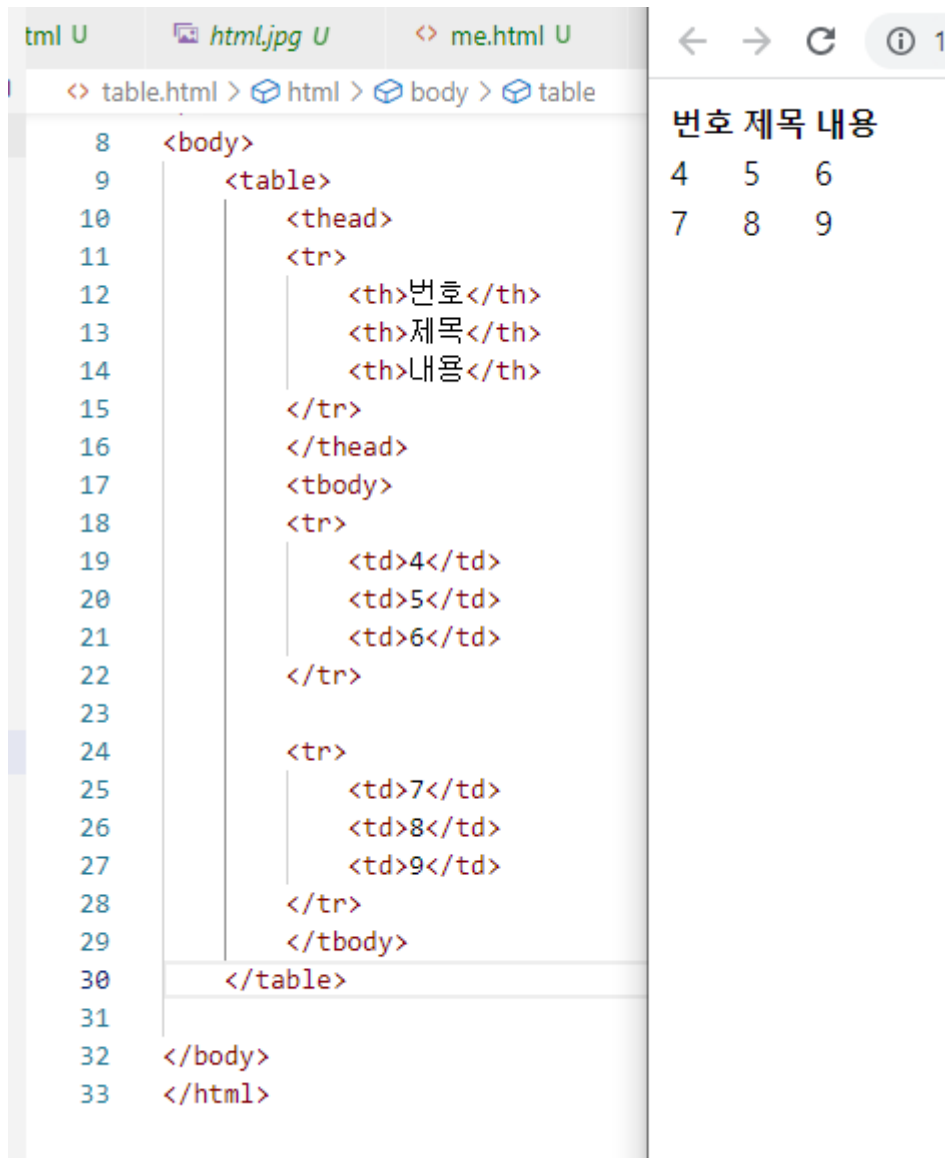 tml U html.jpg U <> me.html U
<> table.html > html > body > table
8 <body>
9 <table>
10 <thead>
11 <tr>
12 <th>번호</th>
13 <th>제목</th>
14 <th>내용</th>
15 </tr>
16 </thead>
17 <tbody>
18 <tr>
19 <td>4</td>
20 <td>5</td>
21 <td>6</td>
22 </tr>
23
24 <tr>
25 <td>7</td>
26 <td>8</td>
27 <td>9</td>
28 </tr>
29 </tbody>
30 </table>
31
32 </body>
33 </html>
1
번호 제목 내용
4 5 6
7 8 9